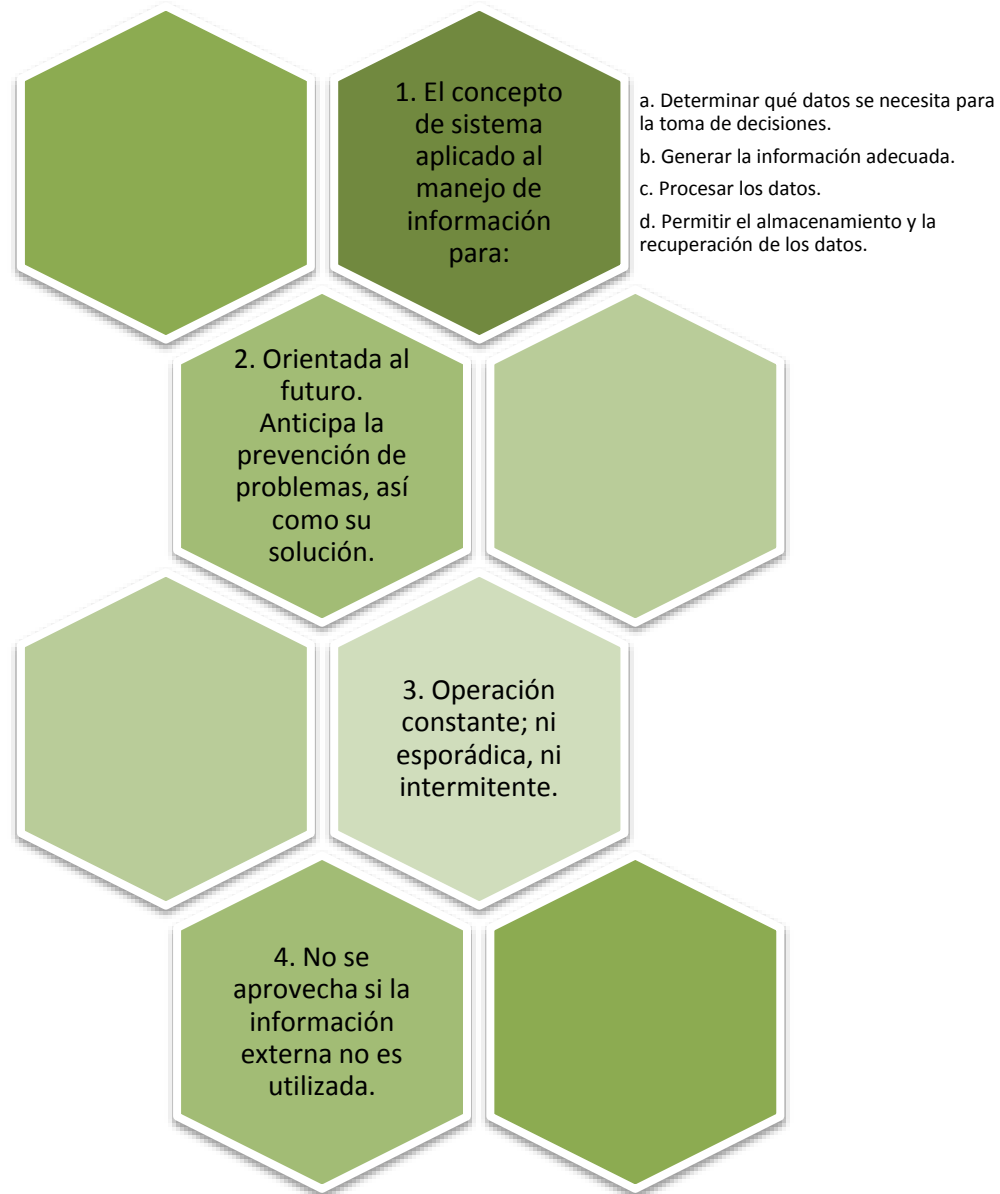 1. El concepto
de sistema
aplicado al
manejo de
información
para:
a. Determinar qué datos se necesita para
la toma de decisiones.
b. Generar la información adecuada.
c. Procesar los datos.
d. Permitir el almacenamiento y la
recuperación de los datos.
2. Orientada al
futuro.
Anticipa la
prevención de
problemas, así
como su
solución.
3. Operación
constante; ni
esporádica, ni
intermitente.
4. No se
aprovecha si la
información
externa no es
utilizada.